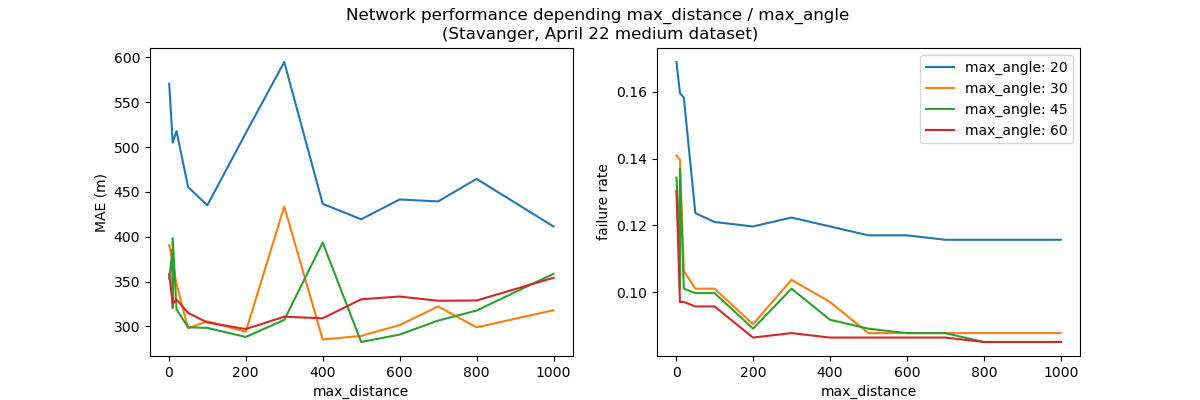 Network performance depending max_distance / max_angle
(Stavanger, April 22 medium dataset)
600
550
500
450
400
350
300
MAE (m)
0
200
400
600
800
1000
max_distance
0.16
0.14
0.12
0.10
failure rate
max_angle: 20
max_angle: 30
max_angle: 45
max_angle: 60
0
200
400
600
800
1000
max_distance